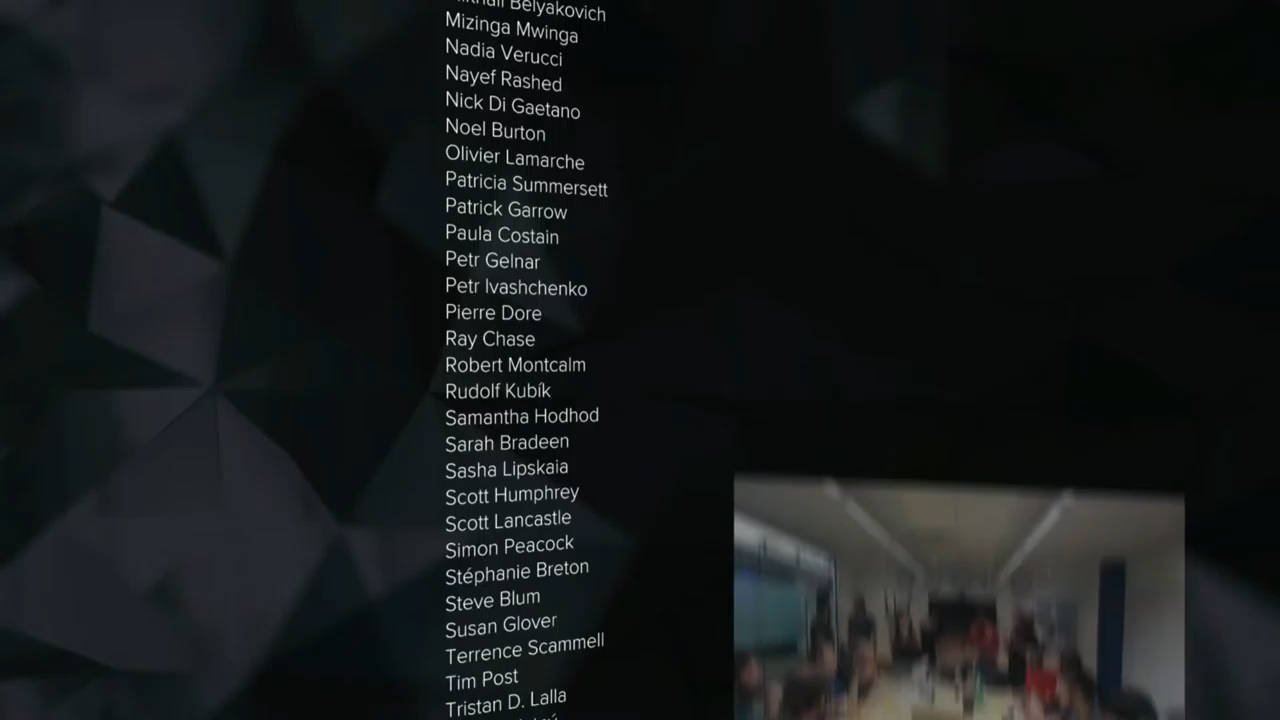 Belyakovich
Mizinga Mwinga
Nadia Verucci
Nayef Rashed
Nick Di Gaetano
Noel Burton
Olivier Lamarche
Patricia Summersett
Patrick Garrow
Paula Costain
Petr Gelnar
Petr Ivashchenko
Pierre Dore
Ray Chase
Robert Montcalm
Rudolf Kubík
Samantha Hodhod
Sarah Bradeen
Sasha Lipskaia
Scott Humphrey
Scott Lancastle
Simon Peacock
Stéphanie Breton
Steve Blum
Susan Glover
Terrence Scammell
Tim Post
Tristan D. Lalla